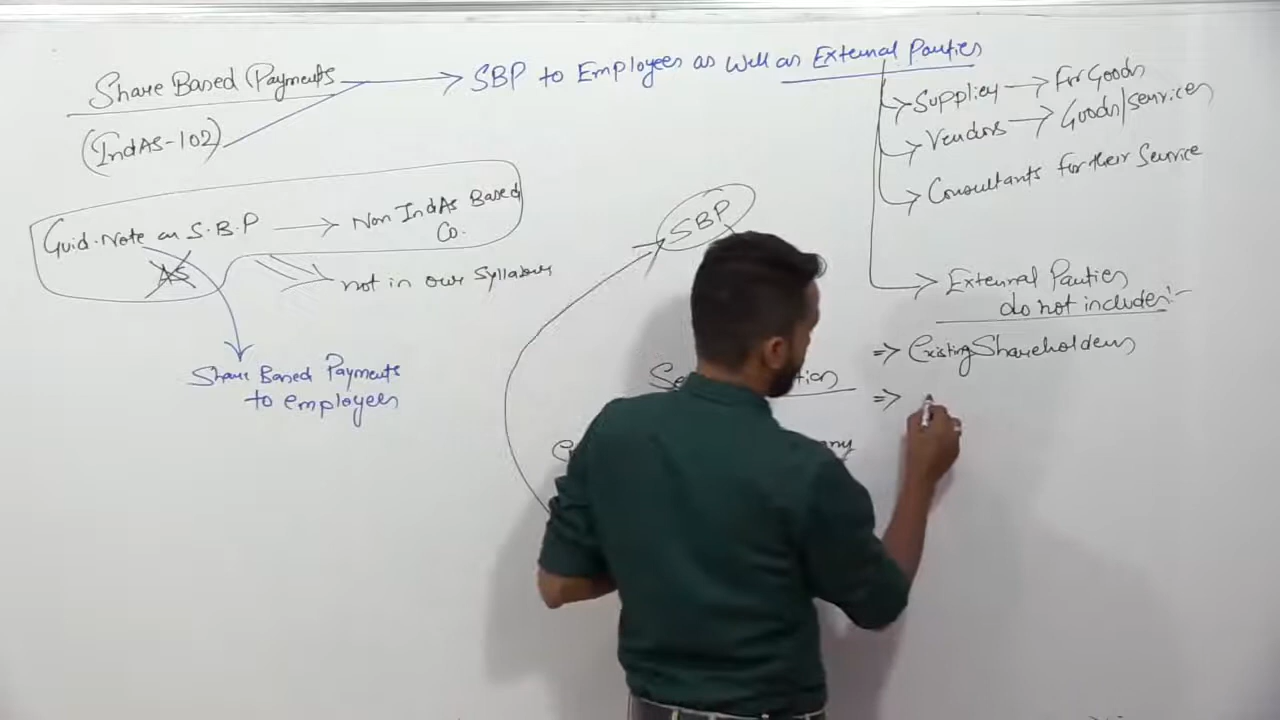 Share Based Payments
(IndAS-102)
SBP to Employees as well as External Parties
Supplier → For Goods
Vendors → Goods/services
Consultants for their Service
Guid. Note on S.B.P → Non IndAs Based
Co.
AS
not in our Syllabus
Share Based Payments
to employees
SBP
External Parties
do not include:-
⇒ Existing Shareholders
⇒